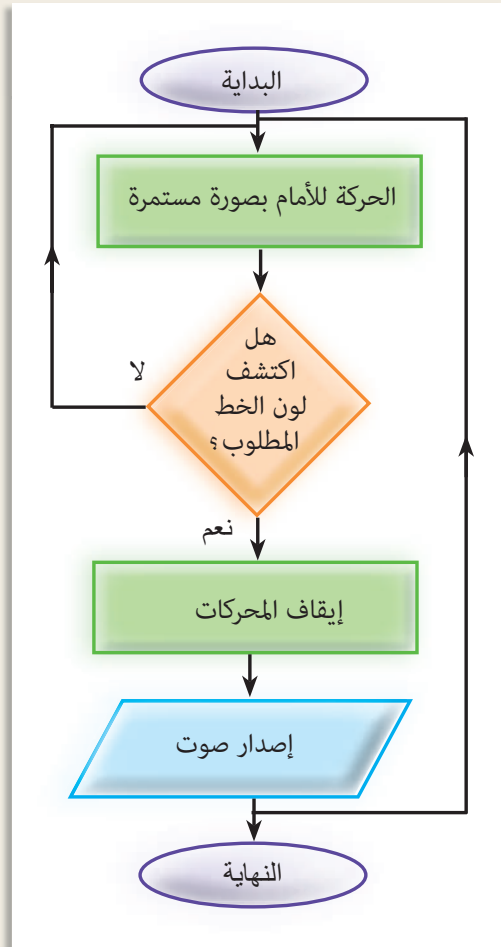 البداية
الحركة للأمام بصورة مستمرة
هل
اكتشف
لون الخط
المطلوب؟
لا
نعم
إيقاف المحركات
إصدار صوت
النهاية